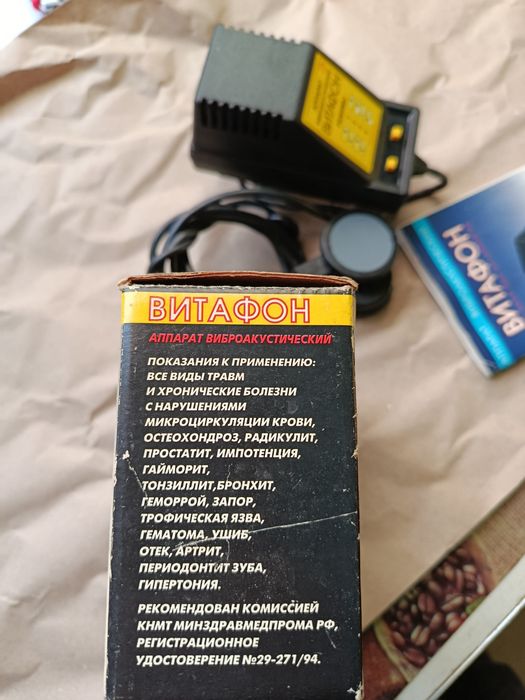 ВИТАФОН
ВИТАФОН
ВИТАФОН
АППАРАТ ВИБРОАКУСТИЧЕСКИЙ
ПОКАЗАНИЯ К ПРИМЕНЕНИЮ:
ВСЕ ВИДЫ ТРАВМ
И ХРОНИЧЕСКИЕ БОЛЕЗНИ
С НАРУШЕНИЯМИ
МИКРОЦИРКУЛЯЦИИ КРОВИ,
ОСТЕОХОНДРОЗ, РАДИКУЛИТ,
ПРОСТАТИТ, ИМПОТЕНЦИЯ,
ГАЙМОРИТ,
ТОНЗИЛЛИТ,БРОНХИТ,
ГЕМОРРОЙ, ЗАПОР,
ТРОФИЧЕСКАЯ ЯЗВА,
ГЕМАТОМА, УШИБ,
ОТЕК, АРТРИТ,
ПЕРИОДОНТИТ ЗУБА,
ГИПЕРТОНИЯ.
РЕКОМЕНДОВАН КОМИССИЕЙ
КНМТ МИНЗДРАВМЕДПРОМА РФ,
РЕГИСТРАЦИОННОЕ
УДОСТОВЕРЕНИЕ №29-271/94.